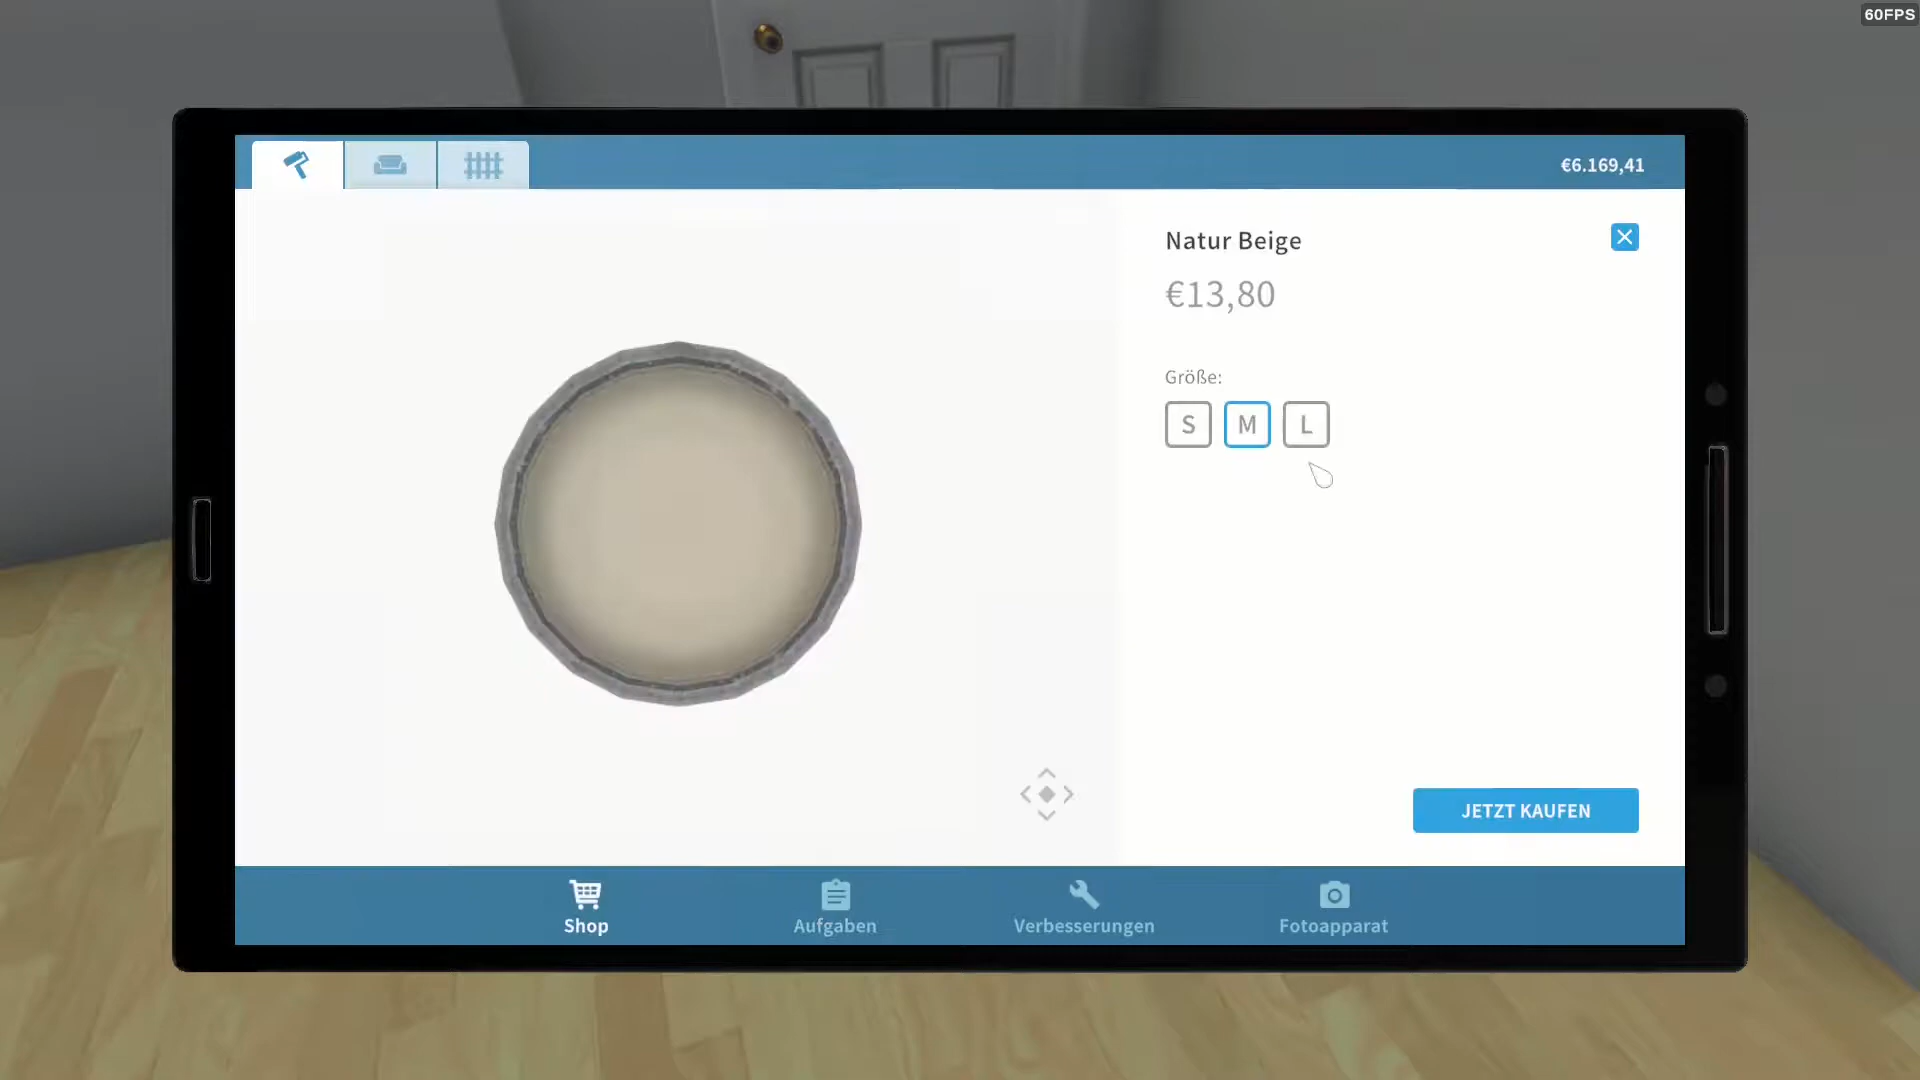 60FPS
€6.169,41
Natur Beige
€13,80
Größe:
S M L
JETZT KAUFEN
Shop Aufgaben Verbesserungen Fotoapparat